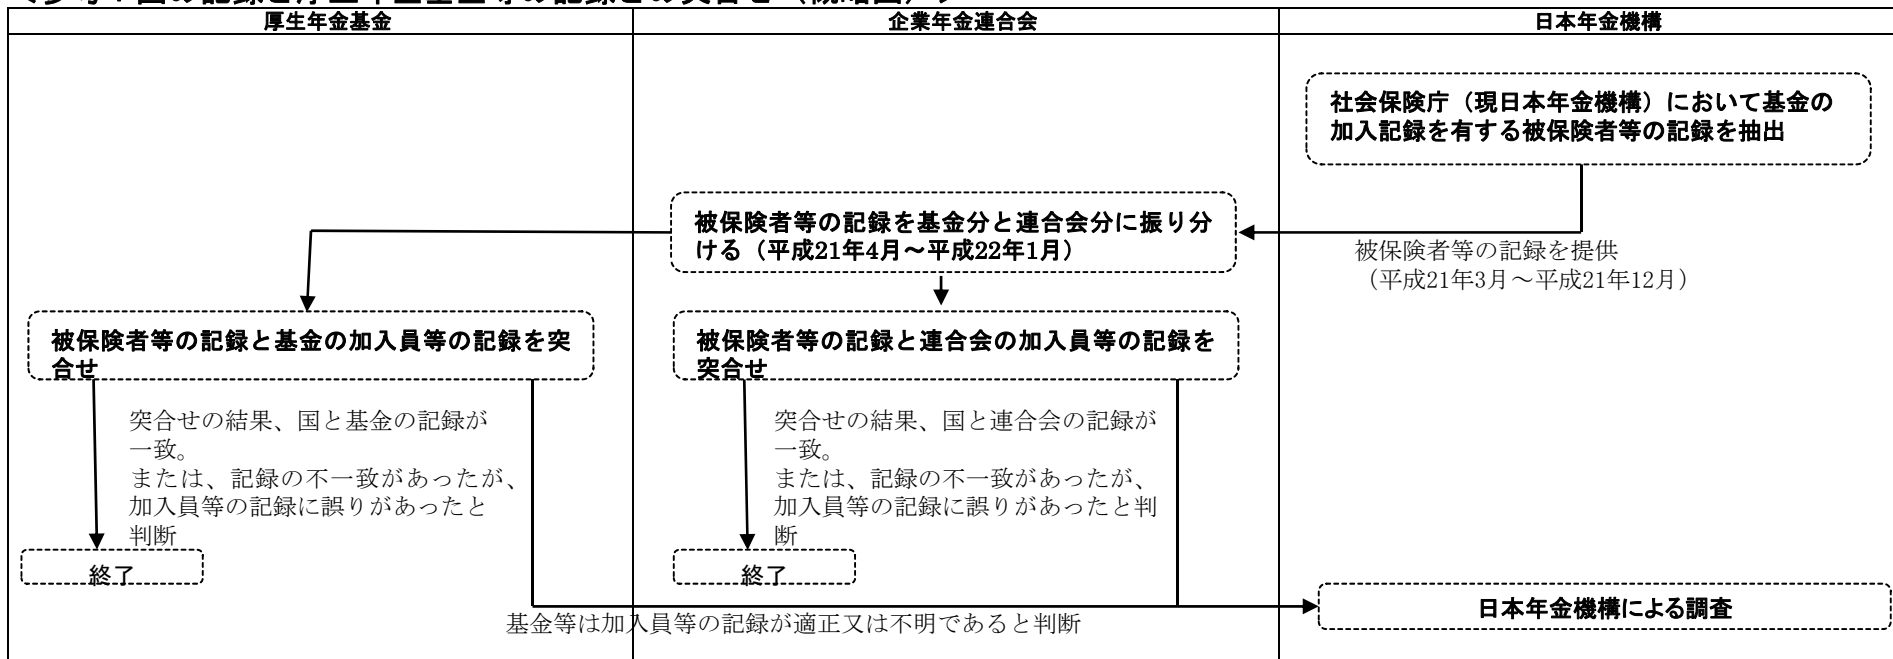 厚生年金基金
企業年金連合会
日本年金機構
社会保険庁（現日本年金機構）において基金の
加入記録を有する被保険者等の記録を抽出
被保険者等の記録を基金分と連合会分に振り分
ける（平成21年4月～平成22年1月）
被保険者等の記録を提供
（平成21年3月～平成21年12月）
被保険者等の記録と基金の加入員等の記録を突
合せ
被保険者等の記録と連合会の加入員等の記録を
突合せ
突合せの結果、国と基金の記録が
一致。
または、記録の不一致があったが、
加入員等の記録に誤りがあったと
判断
突合せの結果、国と連合会の記録が
一致。
または、記録の不一致があったが、
加入員等の記録に誤りがあったと判
断
終了
終了
日本年金機構による調査
基金等は加入員等の記録が適正又は不明であると判断